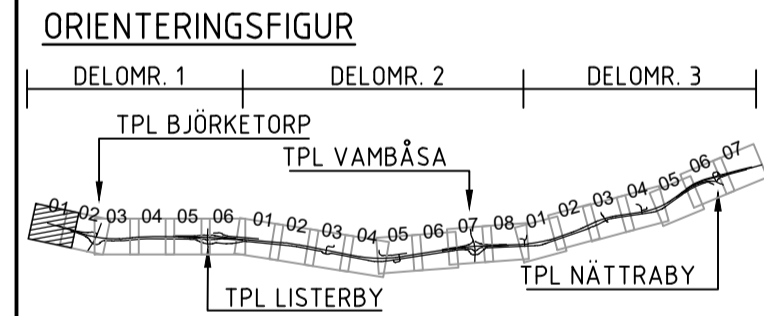 ORIENTERINGSFIGUR
DELOMR. 1 DELOMR. 2 DELOMR. 3
TPL BJÖRKETORP
TPL VAMBÅSA
01 02 03 04 05 06 01 02 03 04 05 06 07 08 01 02 03 04 05 06 07
TPL NÄTTRABY
TPL LISTERBY